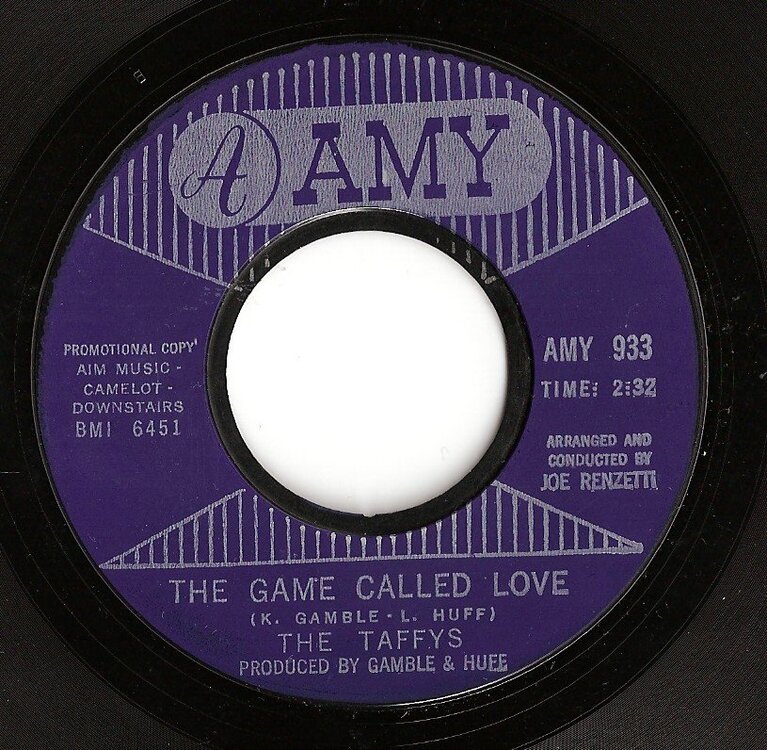 A AMY
PROMOTIONAL COPY
AIM MUSIC -
CAMELOT -
DOWNSTAIRS
BMI 6451
AMY 933
TIME: 2:32
ARRANGED AND
CONDUCTED BY
JOE RENZETTI
THE GAME CALLED LOVE
(K. GAMBLE - L. HUFF)
THE TAFFYS
PRODUCED BY GAMBLE & HUFF